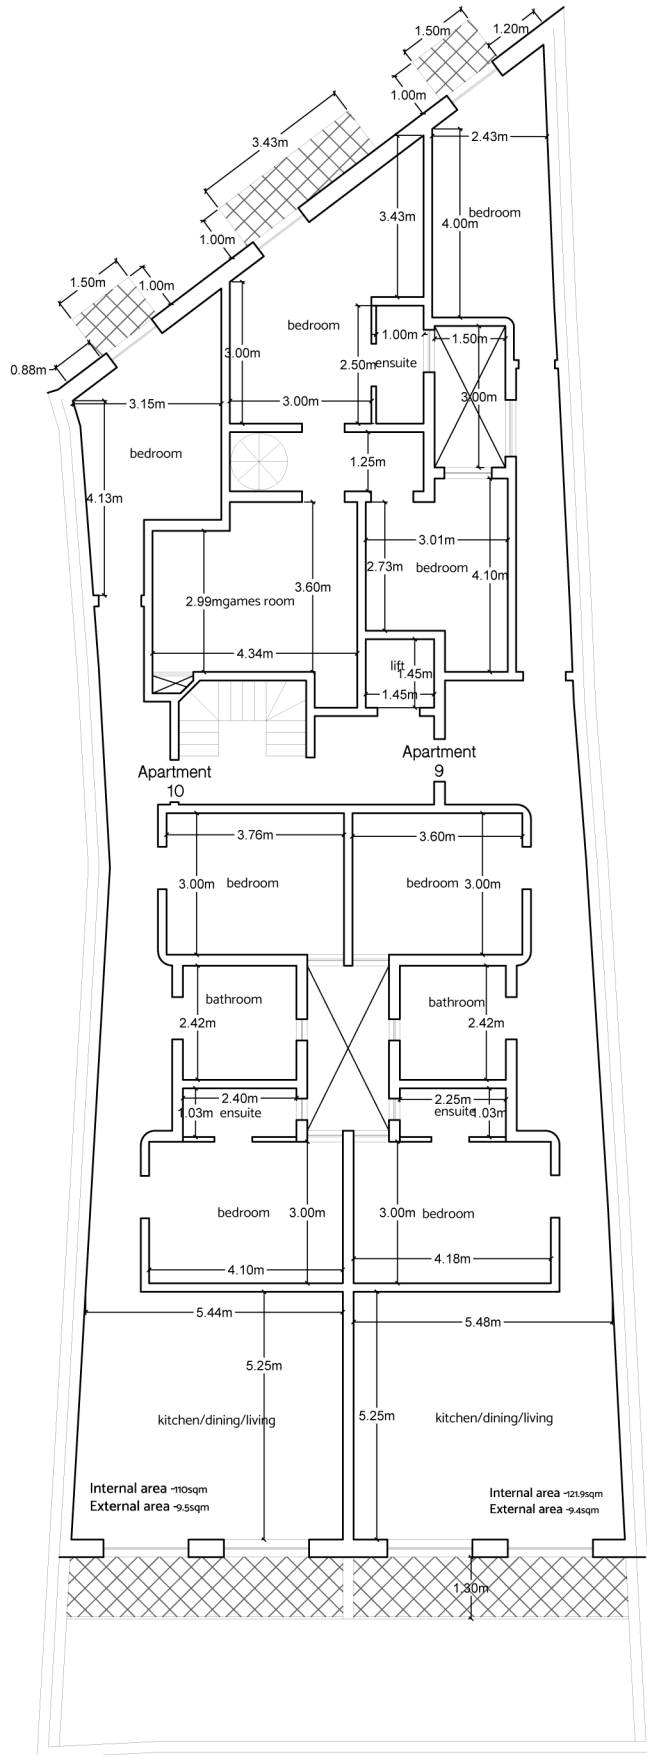 1.50m
1.20m
1.00m
3.43m
2.43m
3.43m
4.00m
bedroom
1.00m
1.50m
1.00m
bedroom
1.00m
1.50m
3.00m
2.50m
ensuite
0.88m
3.00m
3.00m
3.15m
bedroom
1.25m
4.13m
3.01m
2.73m
bedroom
4.10m
3.60m
2.99m
games room
4.34m
lift
1.45m
1.45m
Apartment
9
Apartment
10
3.76m
3.60m
3.00m
bedroom
bedroom
3.00m
bathroom
bathroom
2.42m
2.42m
2.40m
2.25m
1.03m
ensuite
ensuite
1.03m
bedroom
3.00m
3.00m
bedroom
4.10m
4.18m
5.44m
5.48m
5.25m
5.25m
kitchen/dining/living
kitchen/dining/living
Internal area -110sqm
External area -9.5sqm
Internal area -121.9sqm
External area -9.4sqm
1.30m